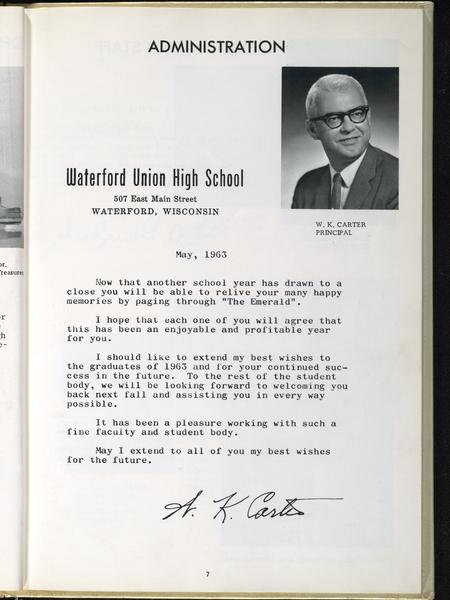 ADMINISTRATION
Waterford Union High School
507 East Main Street
WATERFORD, WISCONSIN
W. K. CARTER
PRINCIPAL
May, 1963
Now that another school year has drawn to a
close you will be able to relive your many happy
memories by paging through "The Emerald".
I hope that each one of you will agree that
this has been an enjoyable and profitable year
for you.
I should like to extend my best wishes to
the graduates of 1963 and for your continued suc-
cess in the future. To the rest of the student
body, we will be looking forward to welcoming you
back next fall and assisting you in every way
possible.
It has been a pleasure working with such a
fine faculty and student body.
May I extend to all of you my best wishes
for the future.
W. K. Carter
7